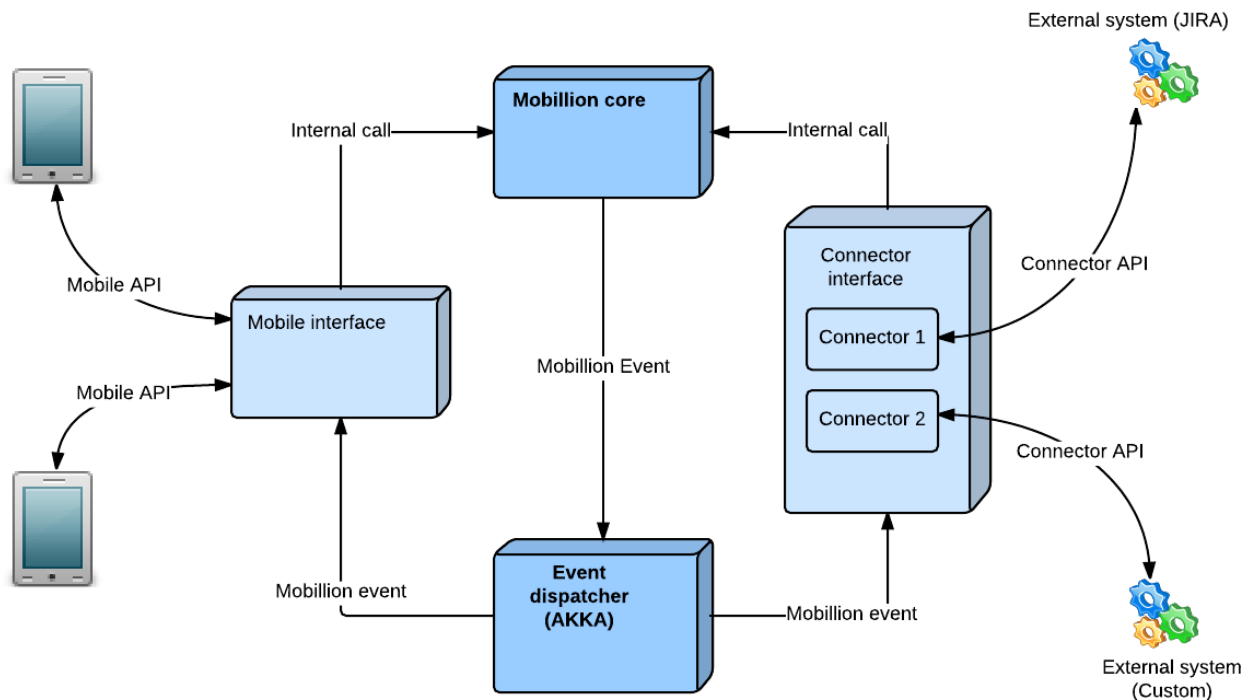 External system (JIRA)
Mobillion core
Internal call
Internal call
Connector
interface
Connector API
Mobile API
Mobile interface
Connector 1
Mobillion Event
Mobile API
Connector 2
Connector API
Event
dispatcher
(AKKA)
Mobillion event
Mobillion event
External system
(Custom)